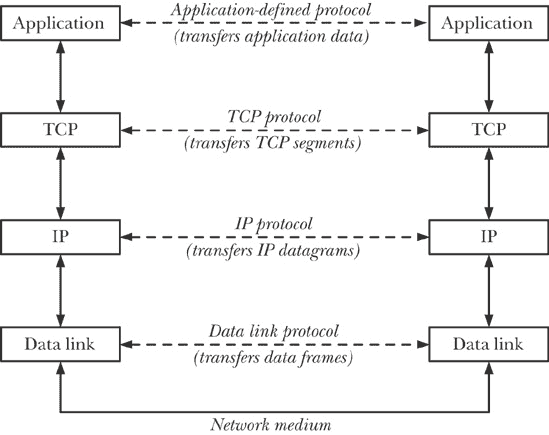 Application
Application-defined protocol
(transfers application data)
Application
TCP
TCP protocol
(transfers TCP segments)
TCP
IP
IP protocol
(transfers IP datagrams)
IP
Data link
Data link protocol
(transfers data frames)
Data link
Network medium